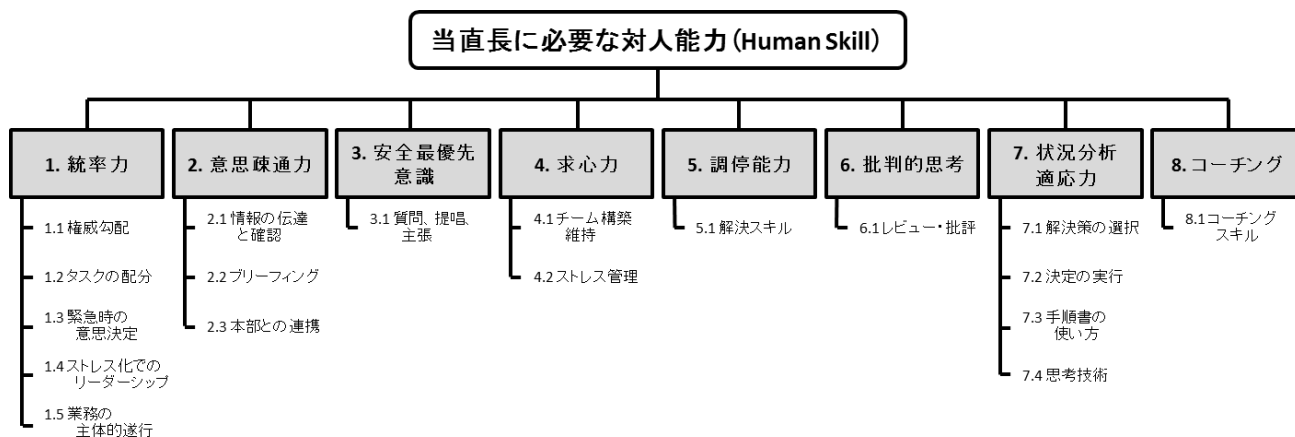 当直長に必要な対人能力(Human Skill)
1. 統率力
1.1 権威勾配
1.2 タスクの配分
1.3 緊急時の
意思決定
1.4 ストレス化での
リーダーシップ
1.5 業務の
主体的遂行
2. 意思疎通力
2.1 情報の伝達
と確認
2.2 ブリーフィング
2.3 本部との連携
3. 安全最優先
意識
3.1 質問、提唱、
主張
4. 求心力
4.1 チーム構築
維持
4.2 ストレス管理
5. 調停能力
5.1 解決スキル
6. 批判的思考
6.1 レビュー・批評
7. 状況分析
適応力
7.1 解決策の選択
7.2 決定の実行
7.3 手順書の
使い方
7.4 思考技術
8. コーチング
8.1 コーチング
スキル